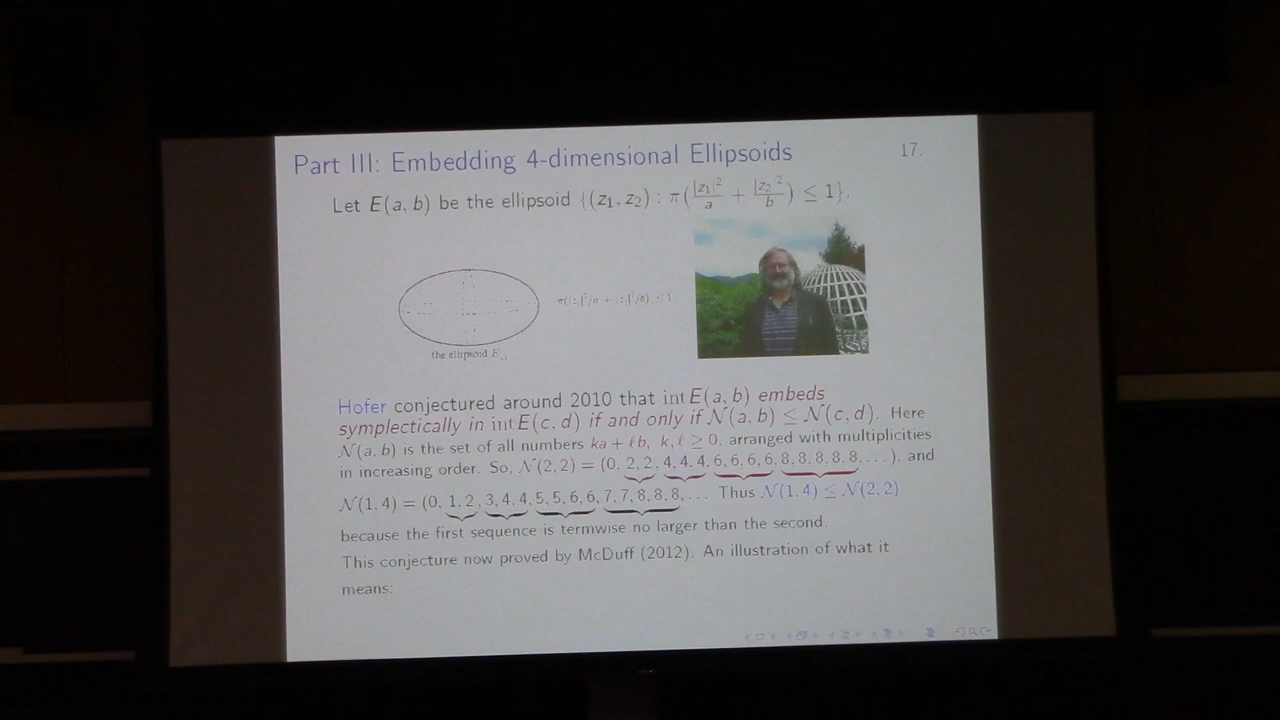 Part III: Embedding 4-dimensional Ellipsoids 17.
Let E(a, b) be the ellipsoid {(z₁, z₂) : π(|z₁|²/a + |z₂|²/b) ≤ 1}.
π(|z₁|²/a + |z₂|²/b) ≤ 1
the ellipsoid E
Hofer conjectured around 2010 that int E(a, b) embeds
symplectically in int E(c, d) if and only if 𝒩(a, b) ≤ 𝒩(c, d). Here
𝒩(a, b) is the set of all numbers ka + ℓb, k, ℓ ≥ 0, arranged with multiplicities
in increasing order. So, 𝒩(2, 2) = (0, 2, 2, 4, 4, 4, 6, 6, 6, 6, 8, 8, 8, 8, 8, . . . ), and
𝒩(1, 4) = (0, 1, 2, 3, 4, 4, 5, 5, 6, 6, 7, 7, 8, 8, 8, . . . Thus 𝒩(1, 4) ≤ 𝒩(2, 2)
because the first sequence is termwise no larger than the second.
This conjecture now proved by McDuff (2012). An illustration of what it
means: